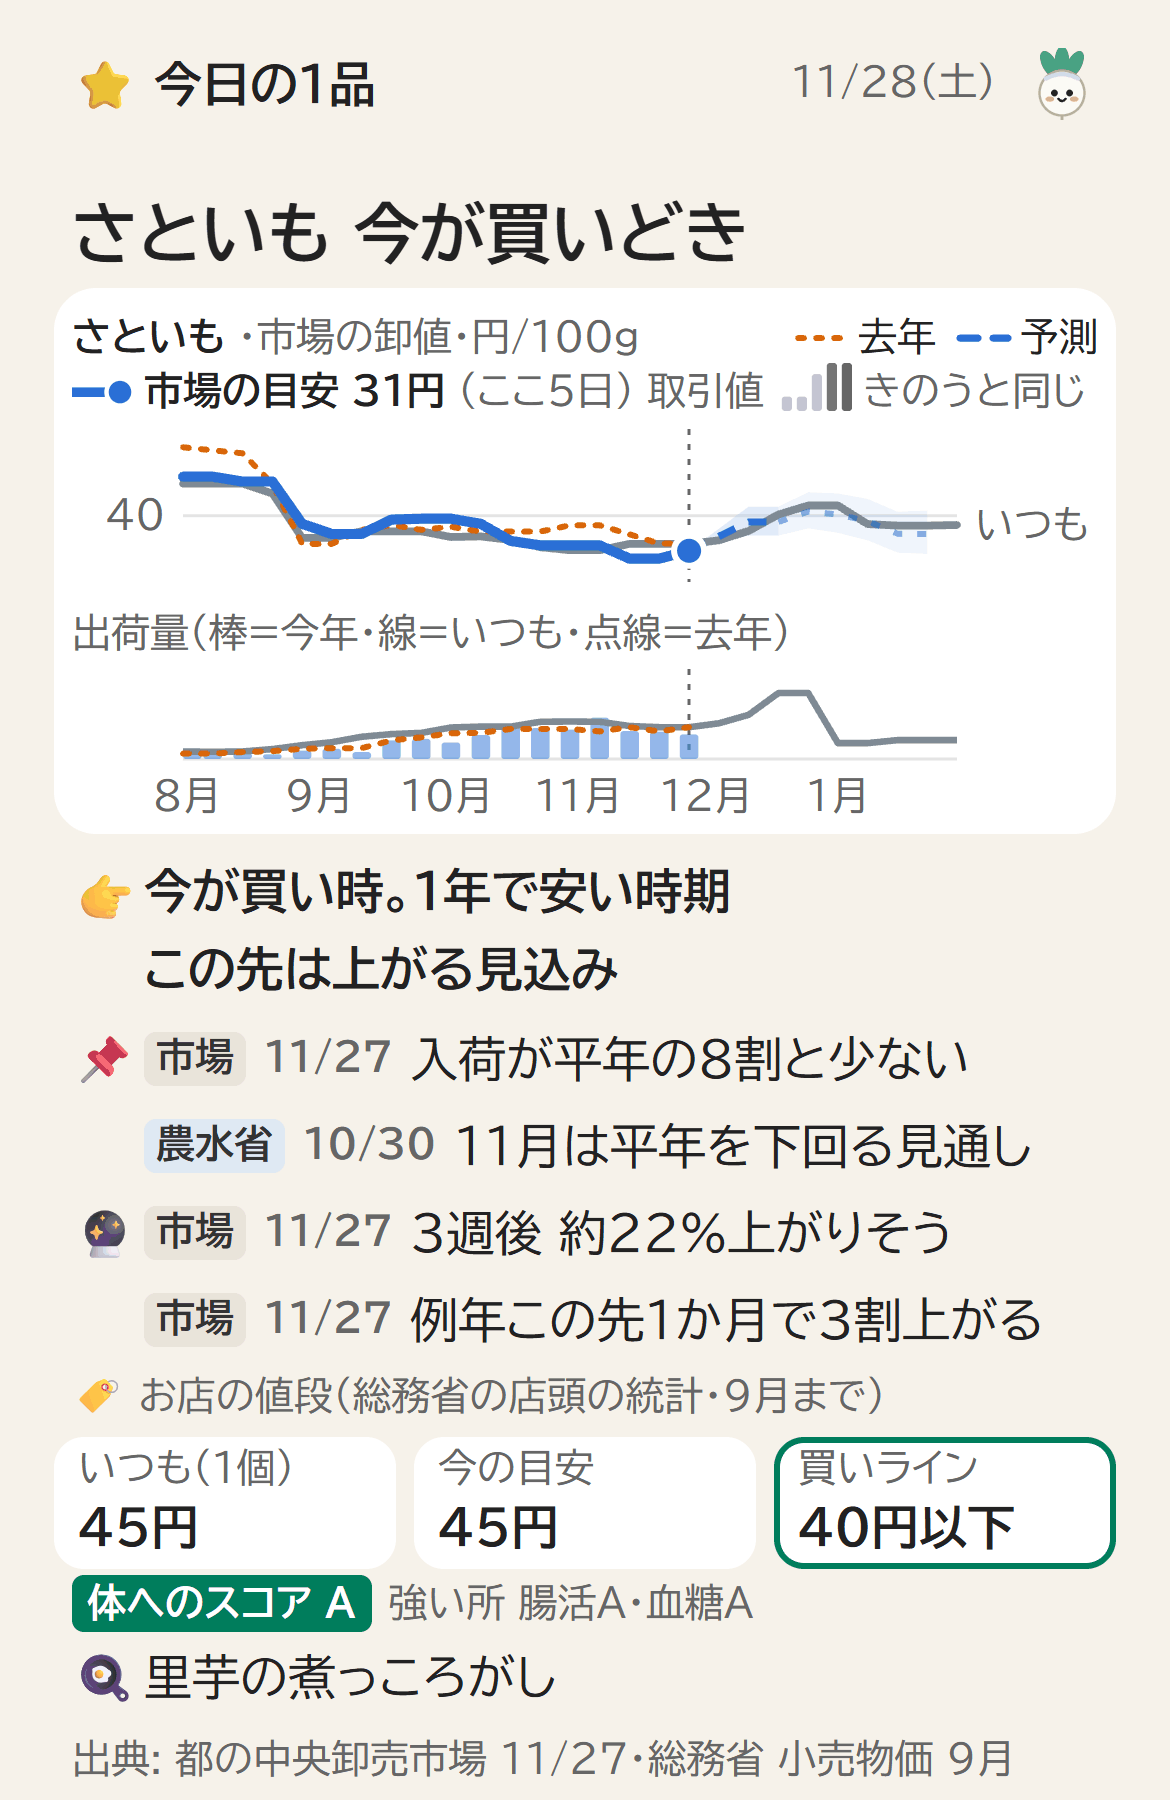 今日の1品
11/28(土)
さといも 今が買いどき
さといも ・市場の卸値・円/100g
去年 予測
市場の目安 31円 (ここ5日) 取引値 きのうと同じ
40
いつも
出荷量(棒=今年・線=いつも・点線=去年)
8月 9月 10月 11月 12月 1月
今が買い時。1年で安い時期
この先は上がる見込み
市場 11/27 入荷が平年の8割と少ない
農水省 10/30 11月は平年を下回る見通し
市場 11/27 3週後 約22%上がりそう
市場 11/27 例年この先1か月で3割上がる
お店の値段(総務省の店頭の統計・9月まで)
いつも(1個) 今の目安 買いライン
45円 45円 40円以下
体へのスコア A 強い所 腸活A・血糖A
里芋の煮っころがし
出典: 都の中央卸売市場 11/27・総務省 小売物価 9月